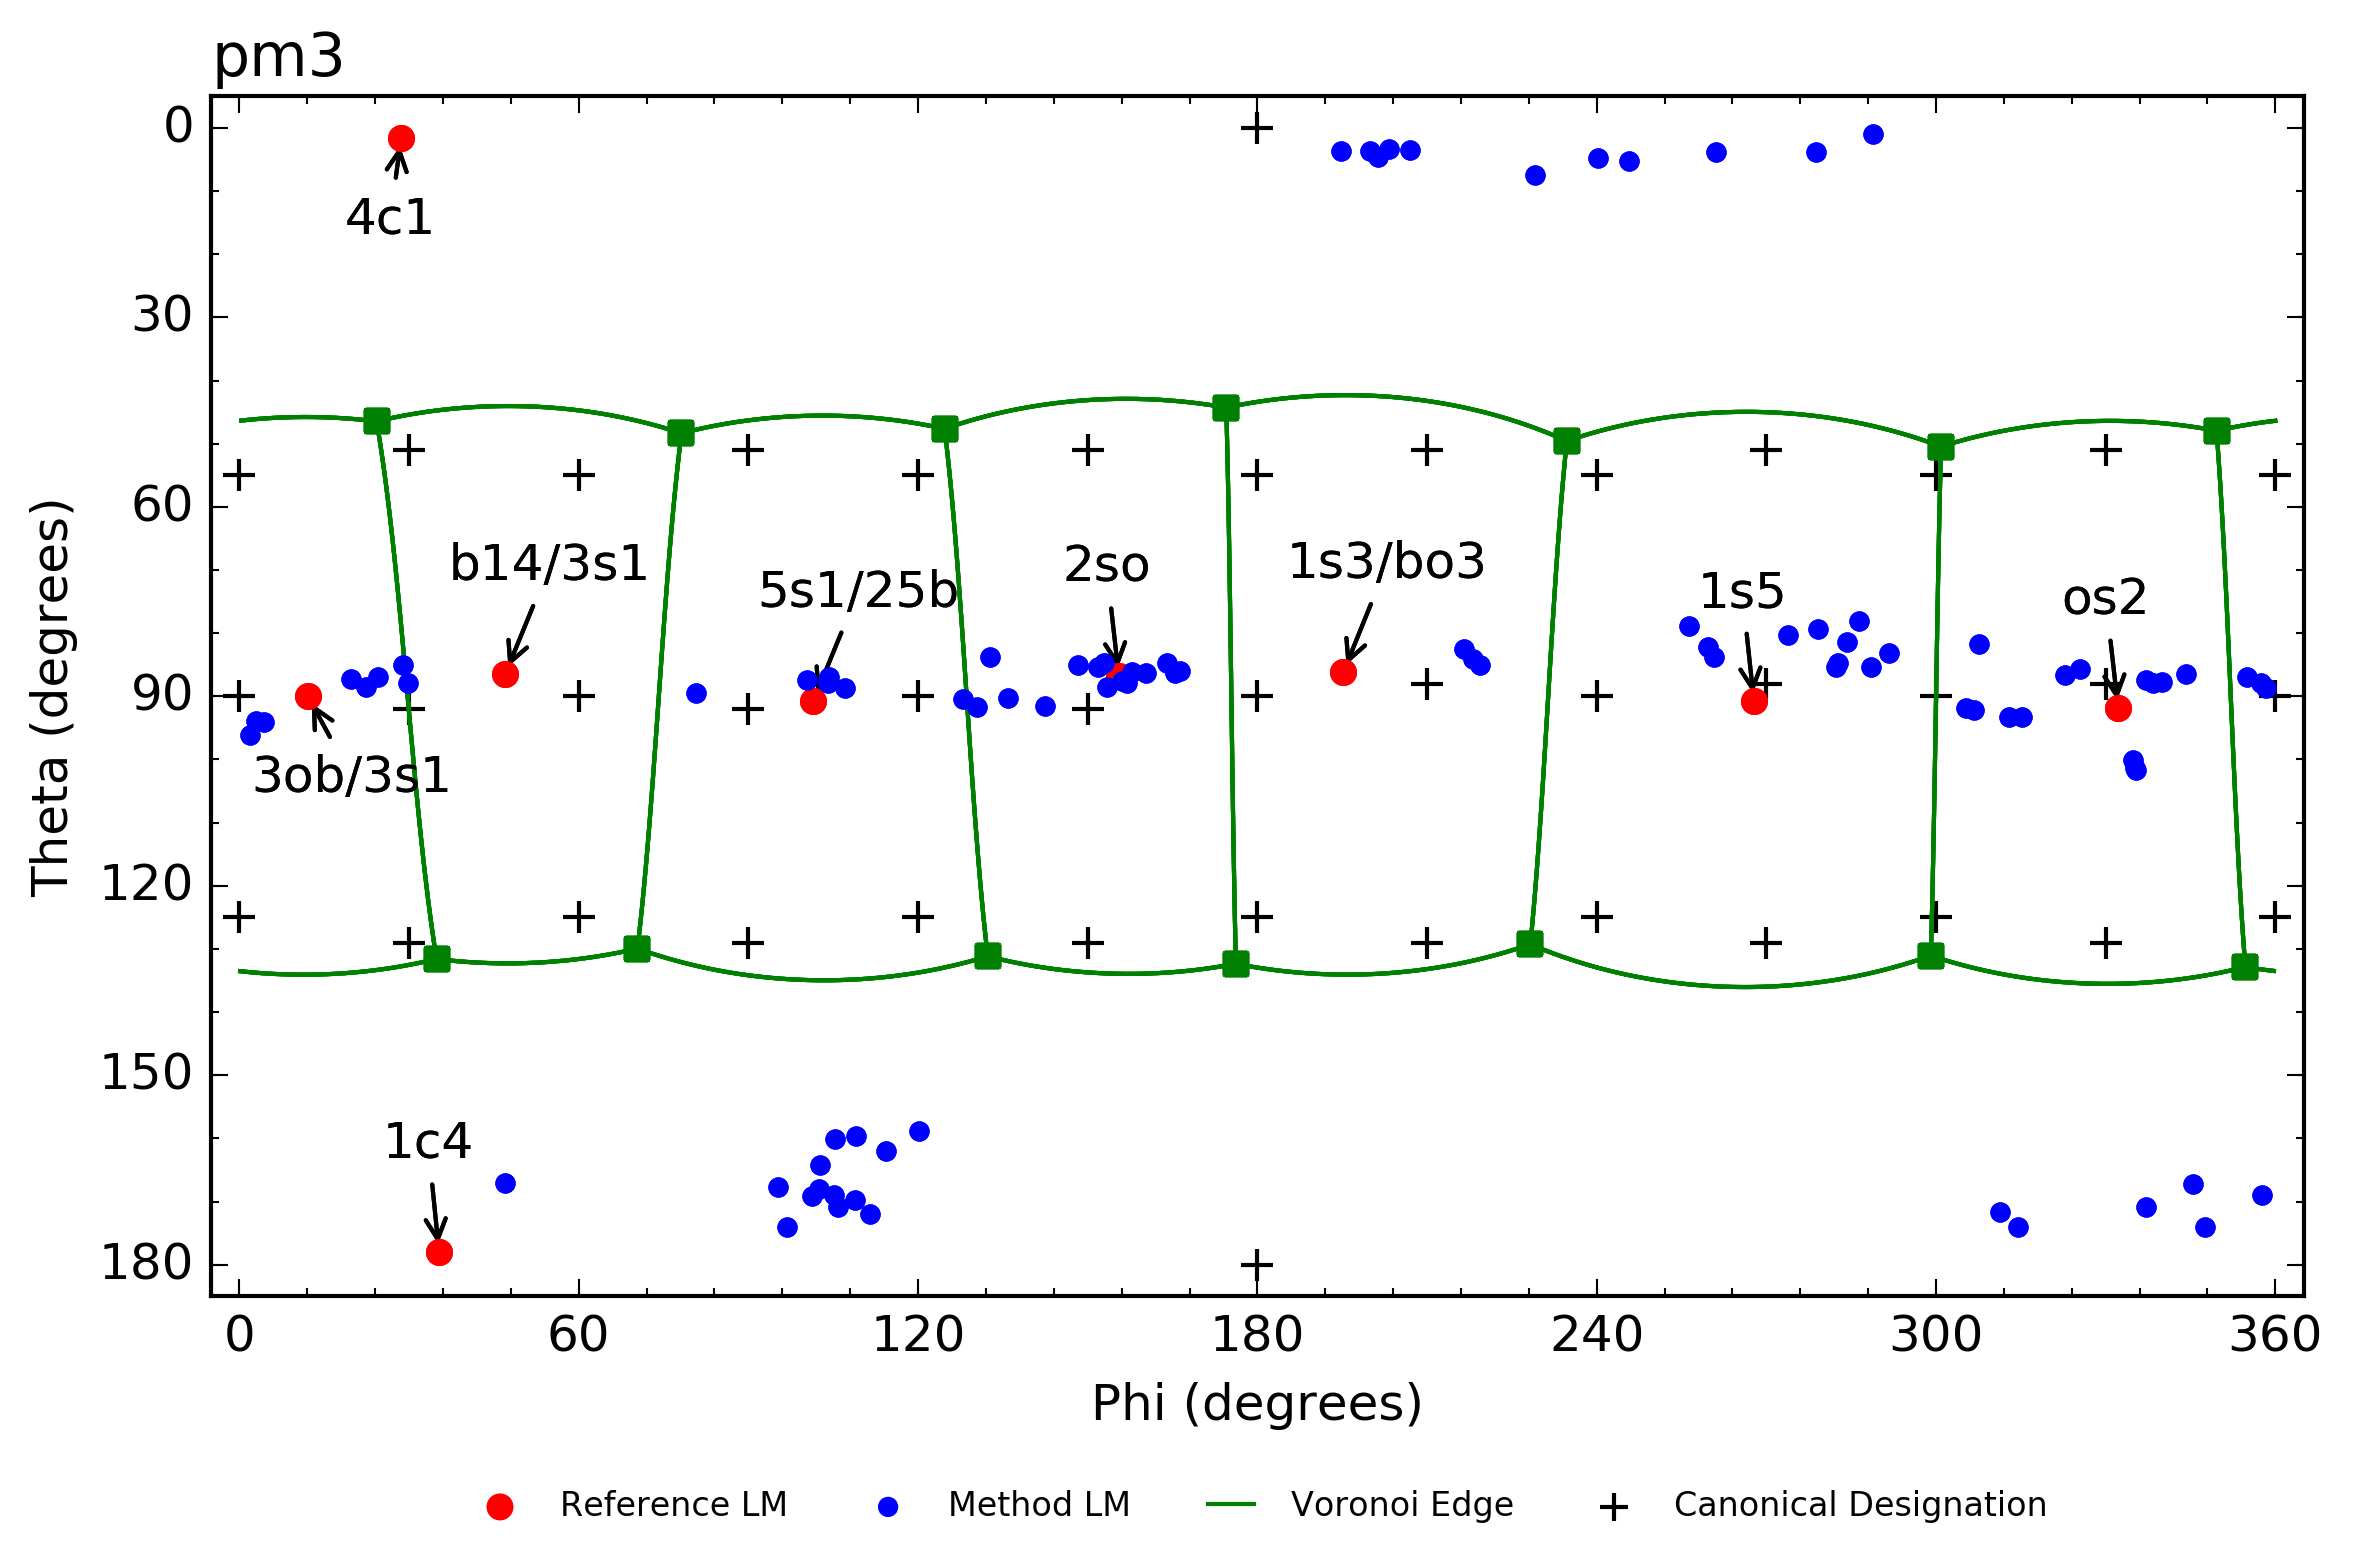 pm3
0
4c1
30
60
b14/3s1
5s1/25b
2so
1s3/bo3
1s5
os2
90
3ob/3s1
120
150
1c4
180
Theta (degrees)
0 60 120 180 240 300 360
Phi (degrees)
Reference LM Method LM Voronoi Edge Canonical Designation